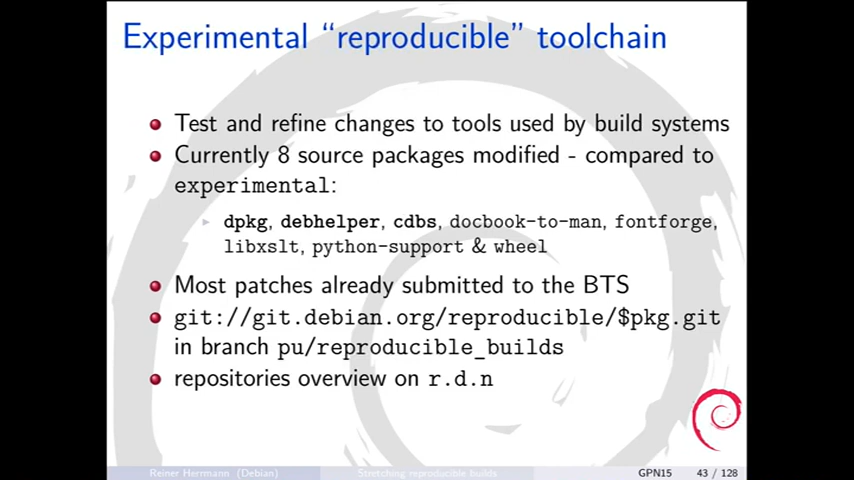 Experimental “reproducible” toolchain
Test and refine changes to tools used by build systems
Currently 8 source packages modified - compared to
experimental:
dpkg, debhelper, cdbs, docbook-to-man, fontforge,
libxslt, python-support & wheel
Most patches already submitted to the BTS
git://git.debian.org/reproducible/$pkg.git
in branch pu/reproducible_builds
repositories overview on r.d.n
Reiner Herrmann (Debian) Stretching reproducible builds GPN15 43 / 128